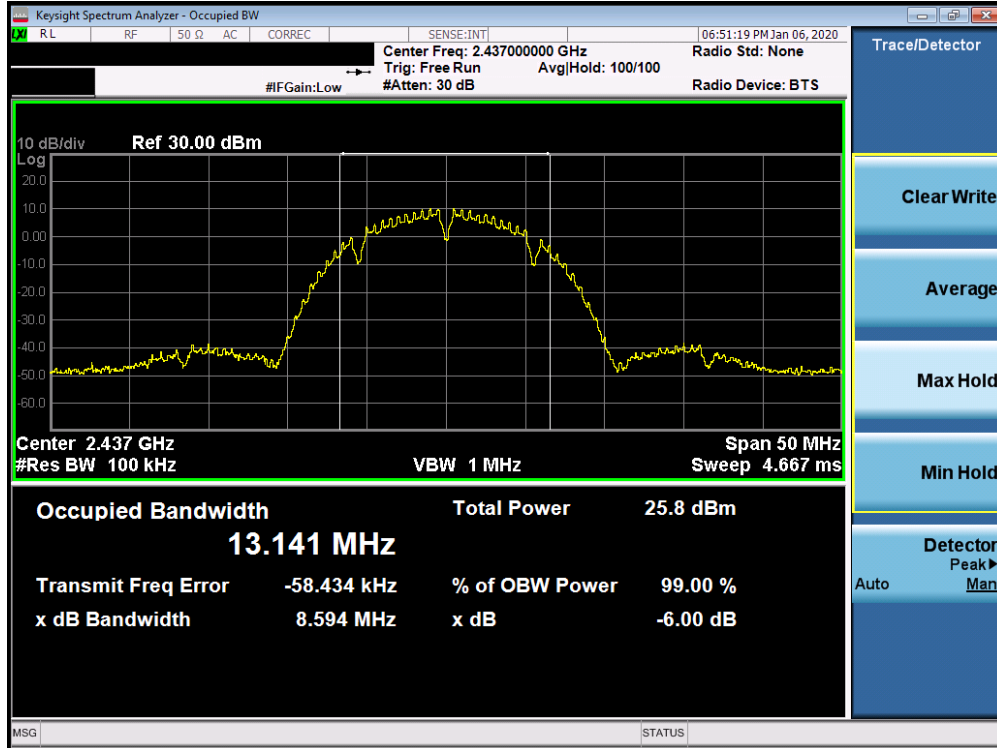 Keysight Spectrum Analyzer - Occupied BW
LXI RL RF 50 Ω AC CORREC SENSE:INT 06:51:19 PM Jan 06, 2020
Center Freq: 2.437000000 GHz Radio Std: None
Trig: Free Run Avg|Hold: 100/100
#IFGain:Low #Atten: 30 dB Radio Device: BTS
Trace/Detector
10 dB/div Ref 30.00 dBm
Log
20.0
10.0
0.00
-10.0
-20.0
-30.0
-40.0
-50.0
-60.0
Center 2.437 GHz Span 50 MHz
#Res BW 100 kHz VBW 1 MHz Sweep 4.667 ms
Clear Write
Average
Max Hold
Min Hold
Detector
Peak▶
Auto Man
Occupied Bandwidth Total Power 25.8 dBm
13.141 MHz
Transmit Freq Error -58.434 kHz % of OBW Power 99.00 %
x dB Bandwidth 8.594 MHz x dB -6.00 dB
MSG STATUS